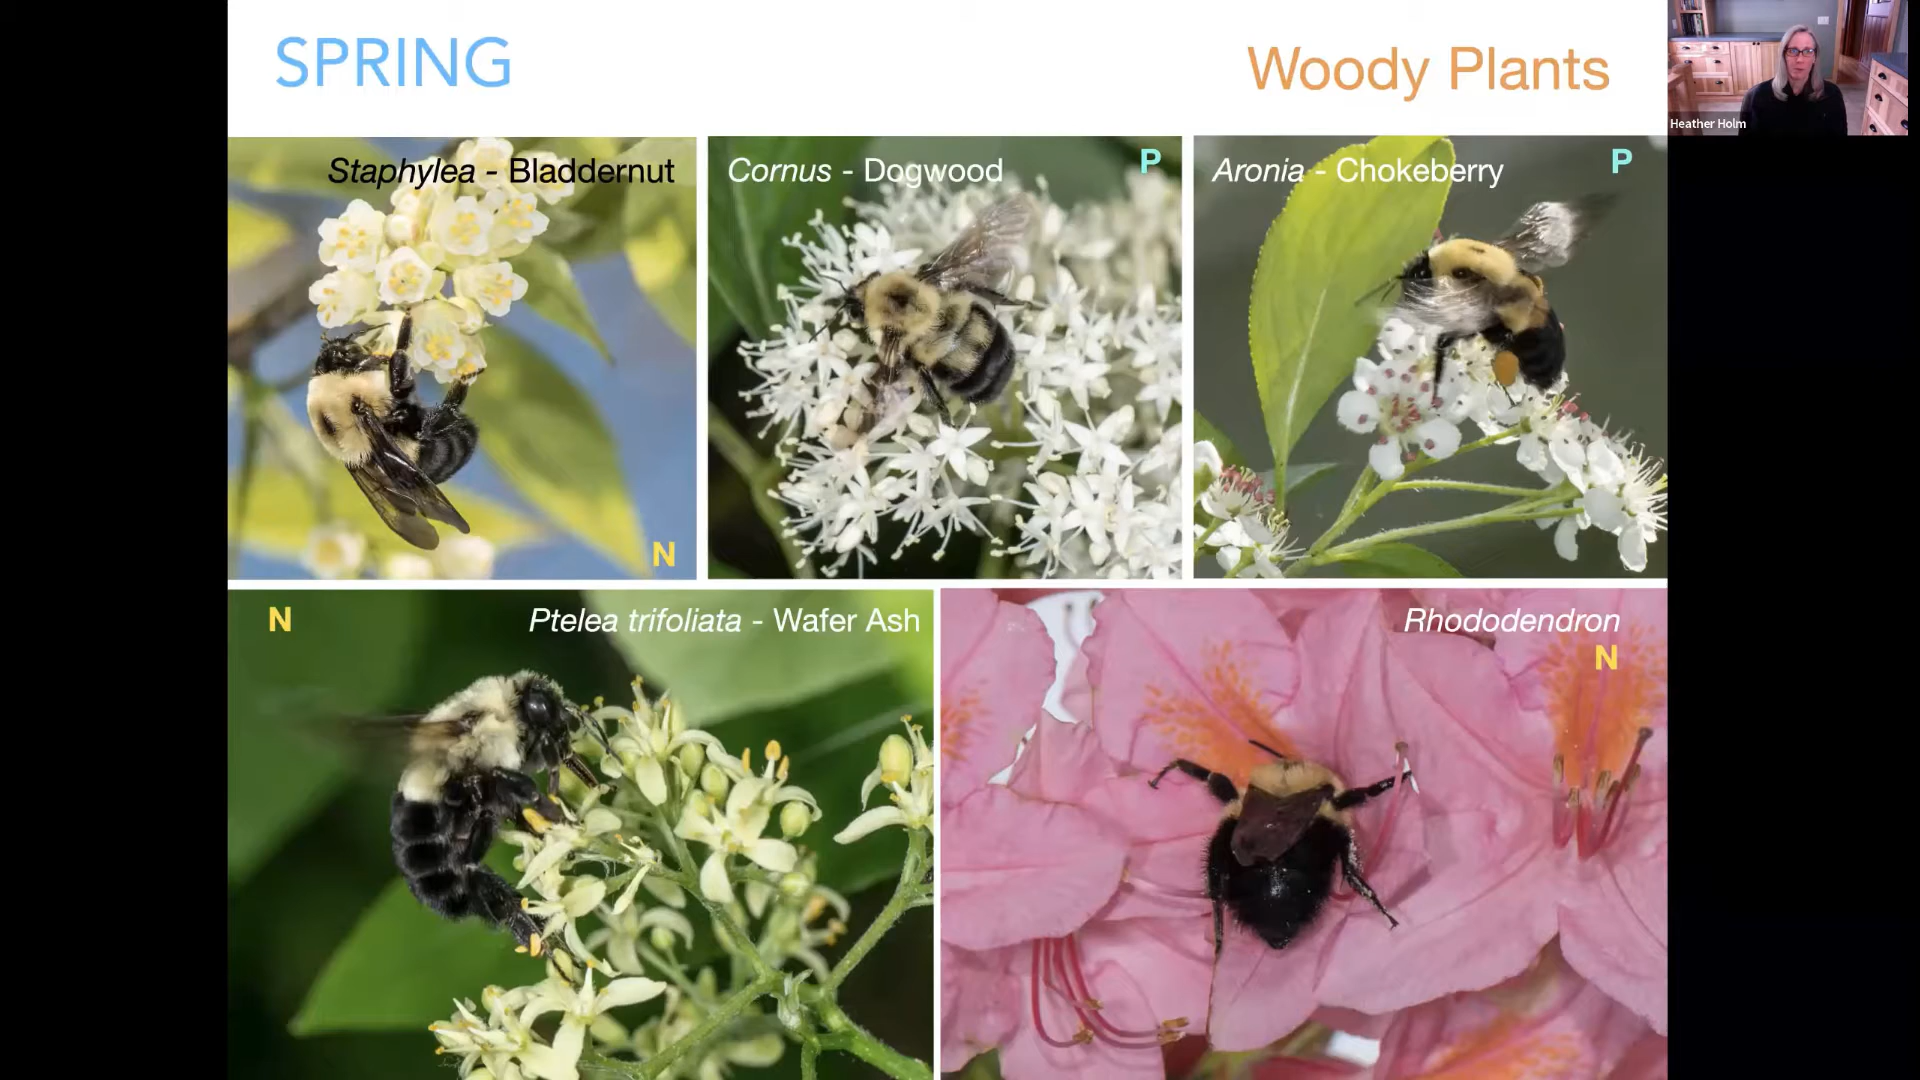 SPRING
Woody Plants
Heather Holm
Staphylea - Bladdernut
N
Cornus - Dogwood
P
Aronia - Chokeberry
P
N
Ptelea trifoliata - Wafer Ash
Rhododendron
N